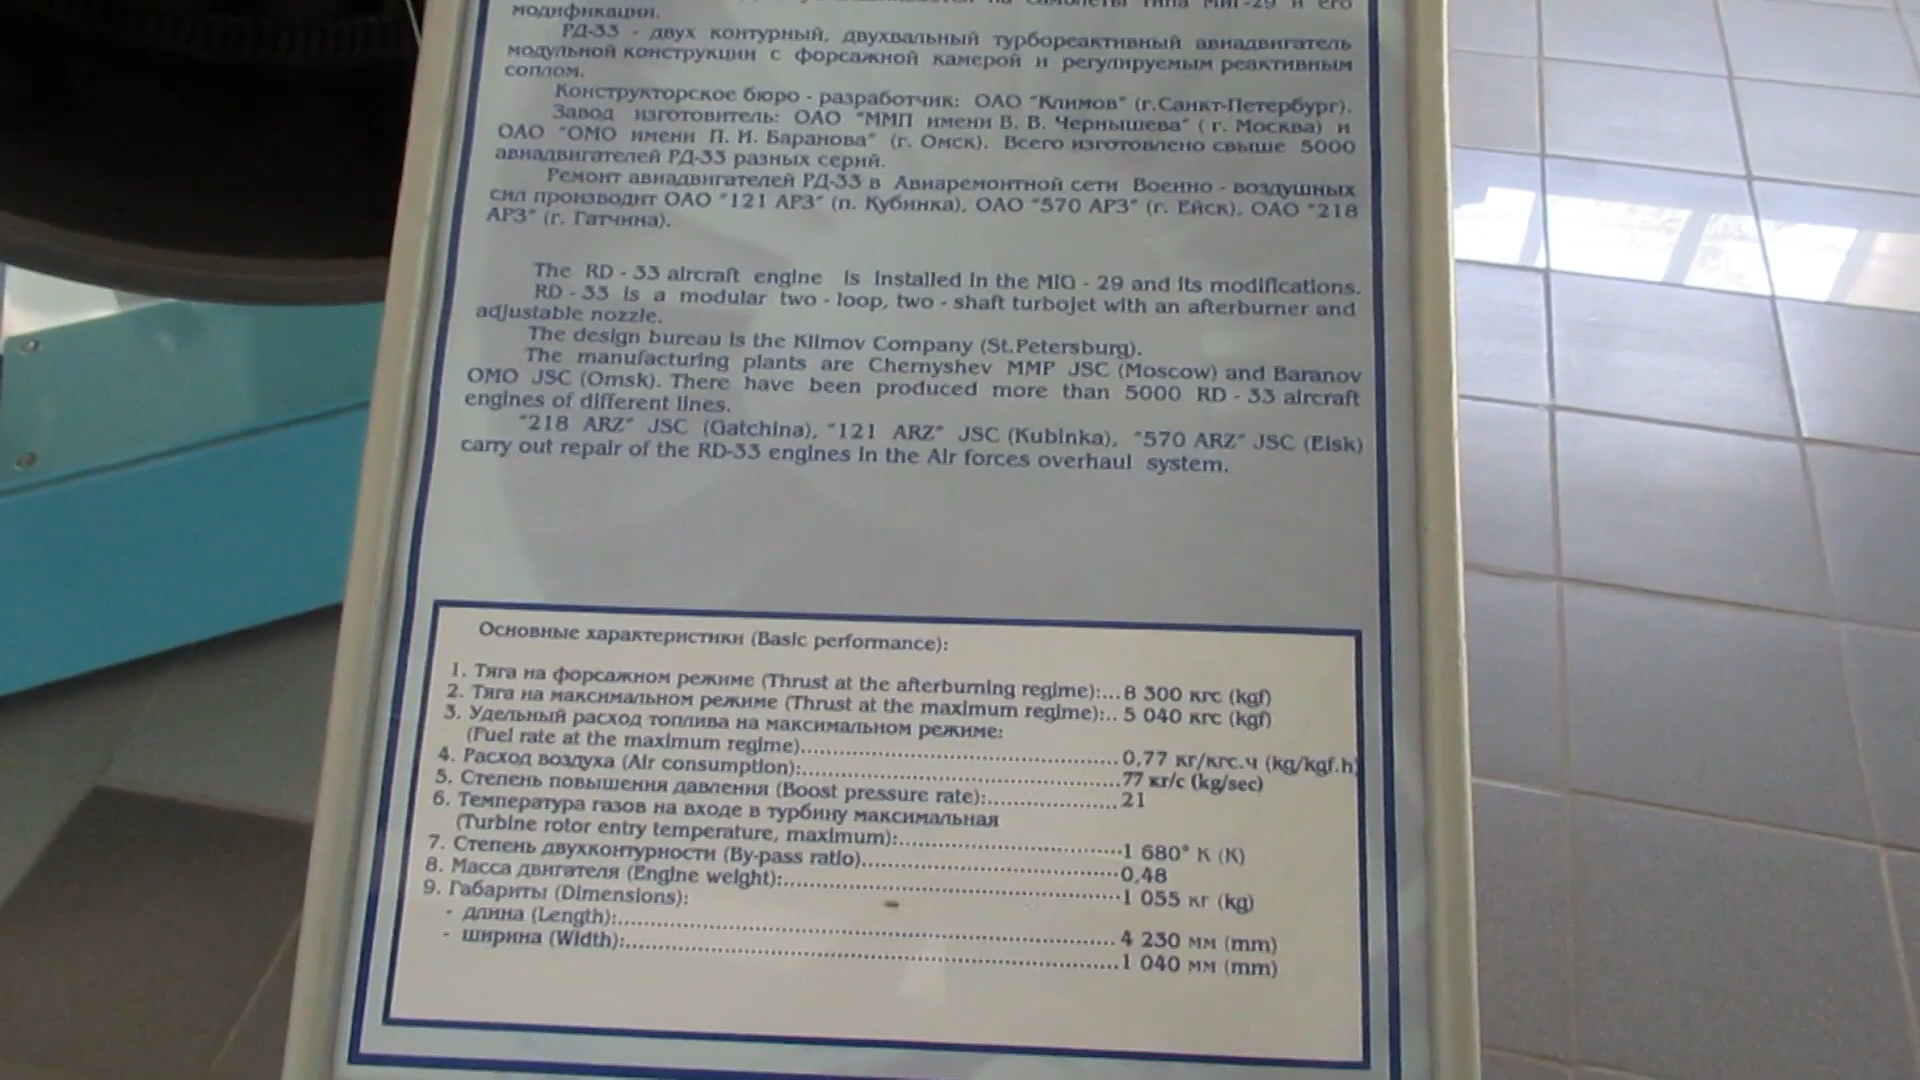 на самолеты типа МиГ-29 и его
модификации.
РД-33 - двух контурный, двухвальный турбореактивный авиадвигатель
модульной конструкции с форсажной камерой и регулируемым реактивным
соплом.
Конструкторское бюро - разработчик: ОАО "Климов" (г.Санкт-Петербург).
Завод изготовитель: ОАО "ММП имени В. В. Чернышева" ( г. Москва) и
ОАО "ОМО имени П. И. Баранова" (г. Омск). Всего изготовлено свыше 5000
авиадвигателей РД-33 разных серий.
Ремонт авиадвигателей РД-33 в Авиаремонтной сети Военно - воздушных
сил производит ОАО "121 АРЗ" (п. Кубинка), ОАО "570 АРЗ" (г. Ейск), ОАО "218
АРЗ" (г. Гатчина).
The RD - 33 aircraft engine is installed in the MiG - 29 and its modifications.
RD - 33 is a modular two - loop, two - shaft turbojet with an afterburner and
adjustable nozzle.
The design bureau is the Klimov Company (St.Petersburg).
The manufacturing plants are Chernyshev MMP JSC (Moscow) and Baranov
OMO JSC (Omsk). There have been produced more than 5000 RD - 33 aircraft
engines of different lines.
"218 ARZ" JSC (Gatchina), "121 ARZ" JSC (Kubinka), "570 ARZ" JSC (Eisk)
carry out repair of the RD-33 engines in the Air forces overhaul system.
Основные характеристики (Basic performance):
1. Тяга на форсажном режиме (Thrust at the afterburning regime):...8 300 кгс (kgf)
2. Тяга на максимальном режиме (Thrust at the maximum regime):.. 5 040 кгс (kgf)
3. Удельный расход топлива на максимальном режиме:
(Fuel rate at the maximum regime)........................................0,77 кг/кгс.ч (kg/kgf.h)
4. Расход воздуха (Air consumption):........................................77 кг/с (kg/sec)
5. Степень повышения давления (Boost pressure rate):................21
6. Температура газов на входе в турбину максимальная
(Turbine rotor entry temperature, maximum):............................1 680° К (K)
7. Степень двухконтурности (By-pass ratio)................................0,48
8. Масса двигателя (Engine weight):..........................................1 055 кг (kg)
9. Габариты (Dimensions):
- длина (Length):...............................................................4 230 мм (mm)
- ширина (Width):..............................................................1 040 мм (mm)